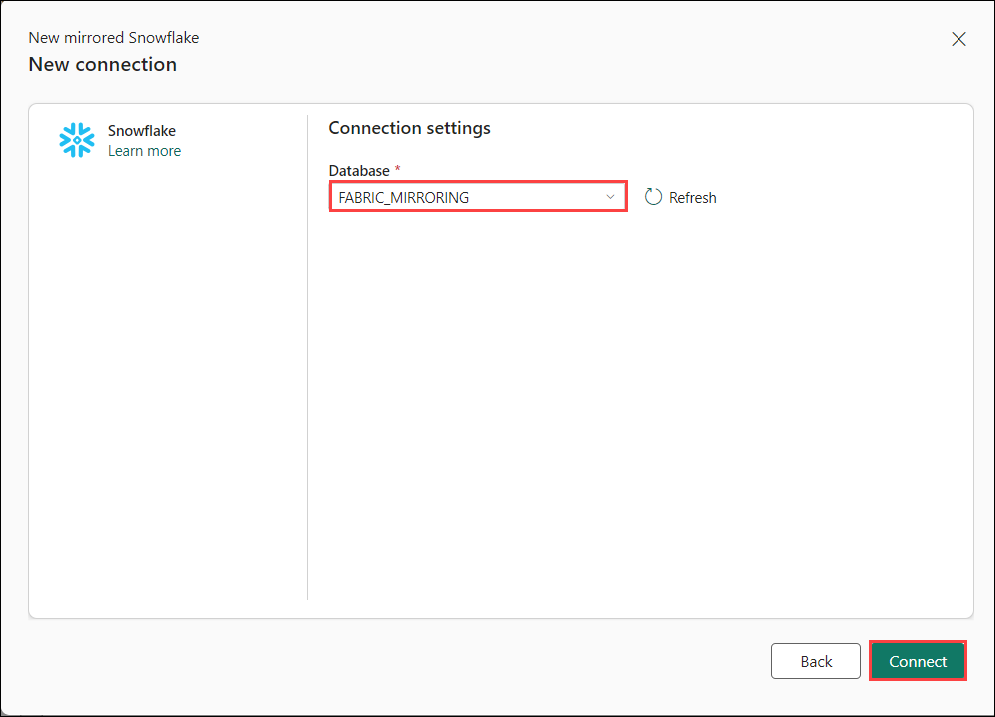 New mirrored Snowflake
New connection
Snowflake
Learn more
Connection settings
Database *
FABRIC_MIRRORING
Refresh
Back
Connect